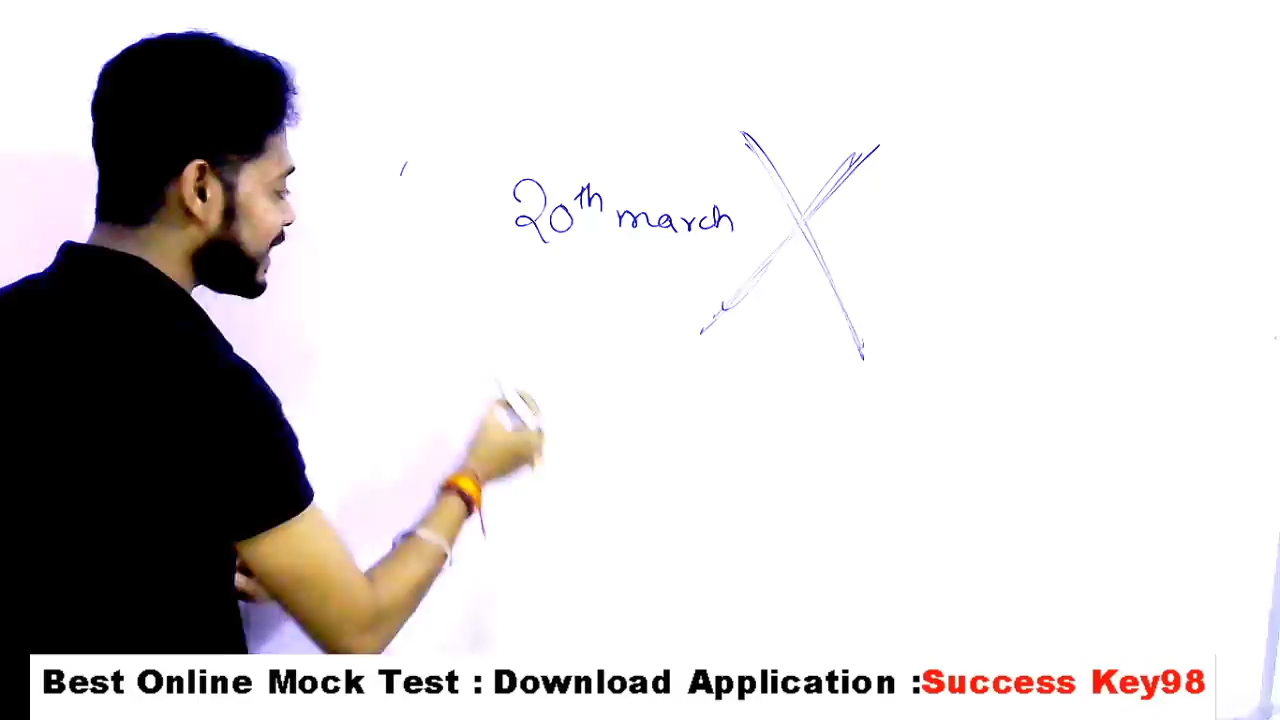 20th march X
Best Online Mock Test : Download Application :Success Key98